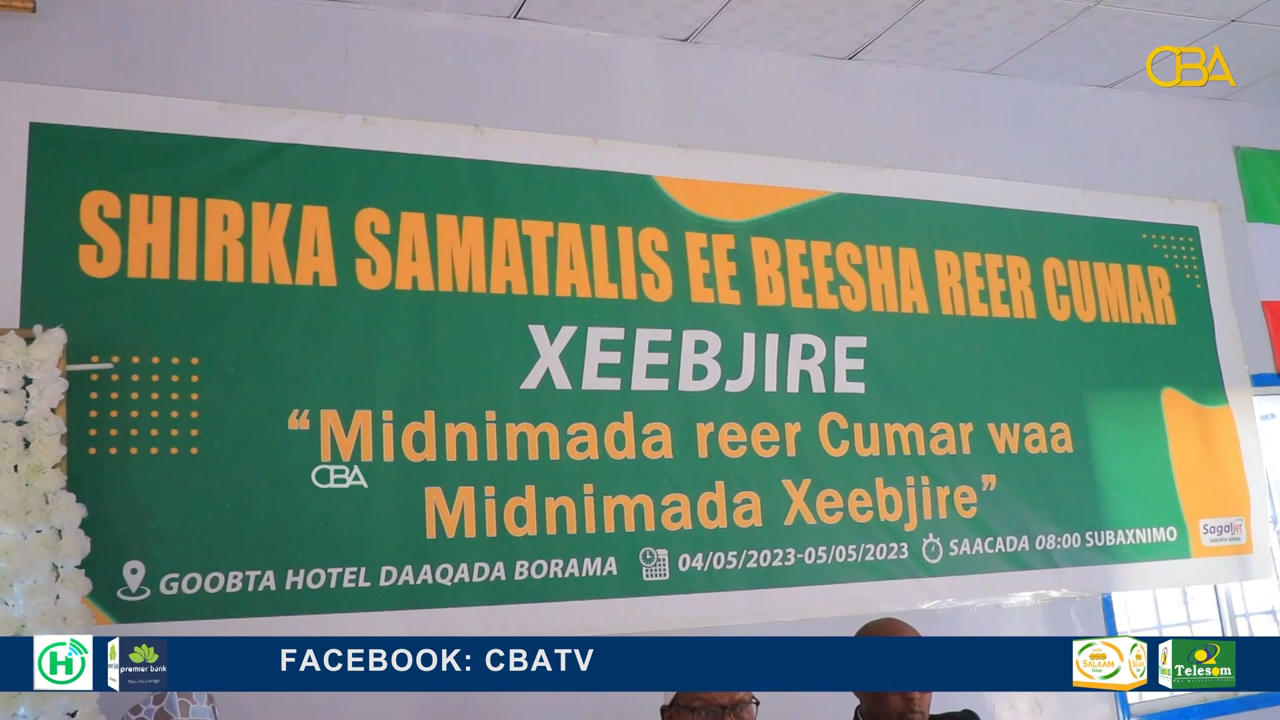 CBA
SHIRKA SAMATALIS EE BEESHA REER CUMAR
XEEBJIRE
“Midnimada reer Cumar waa
CBA
Midnimada Xeebjire”
GOOBTA HOTEL DAAQADA BORAMA 04/05/2023-05/05/2023 SAACADA 08:00 SUBAXNIMO
Sagaljet
H premier bank FACEBOOK: CBATV SALAAM Telesom